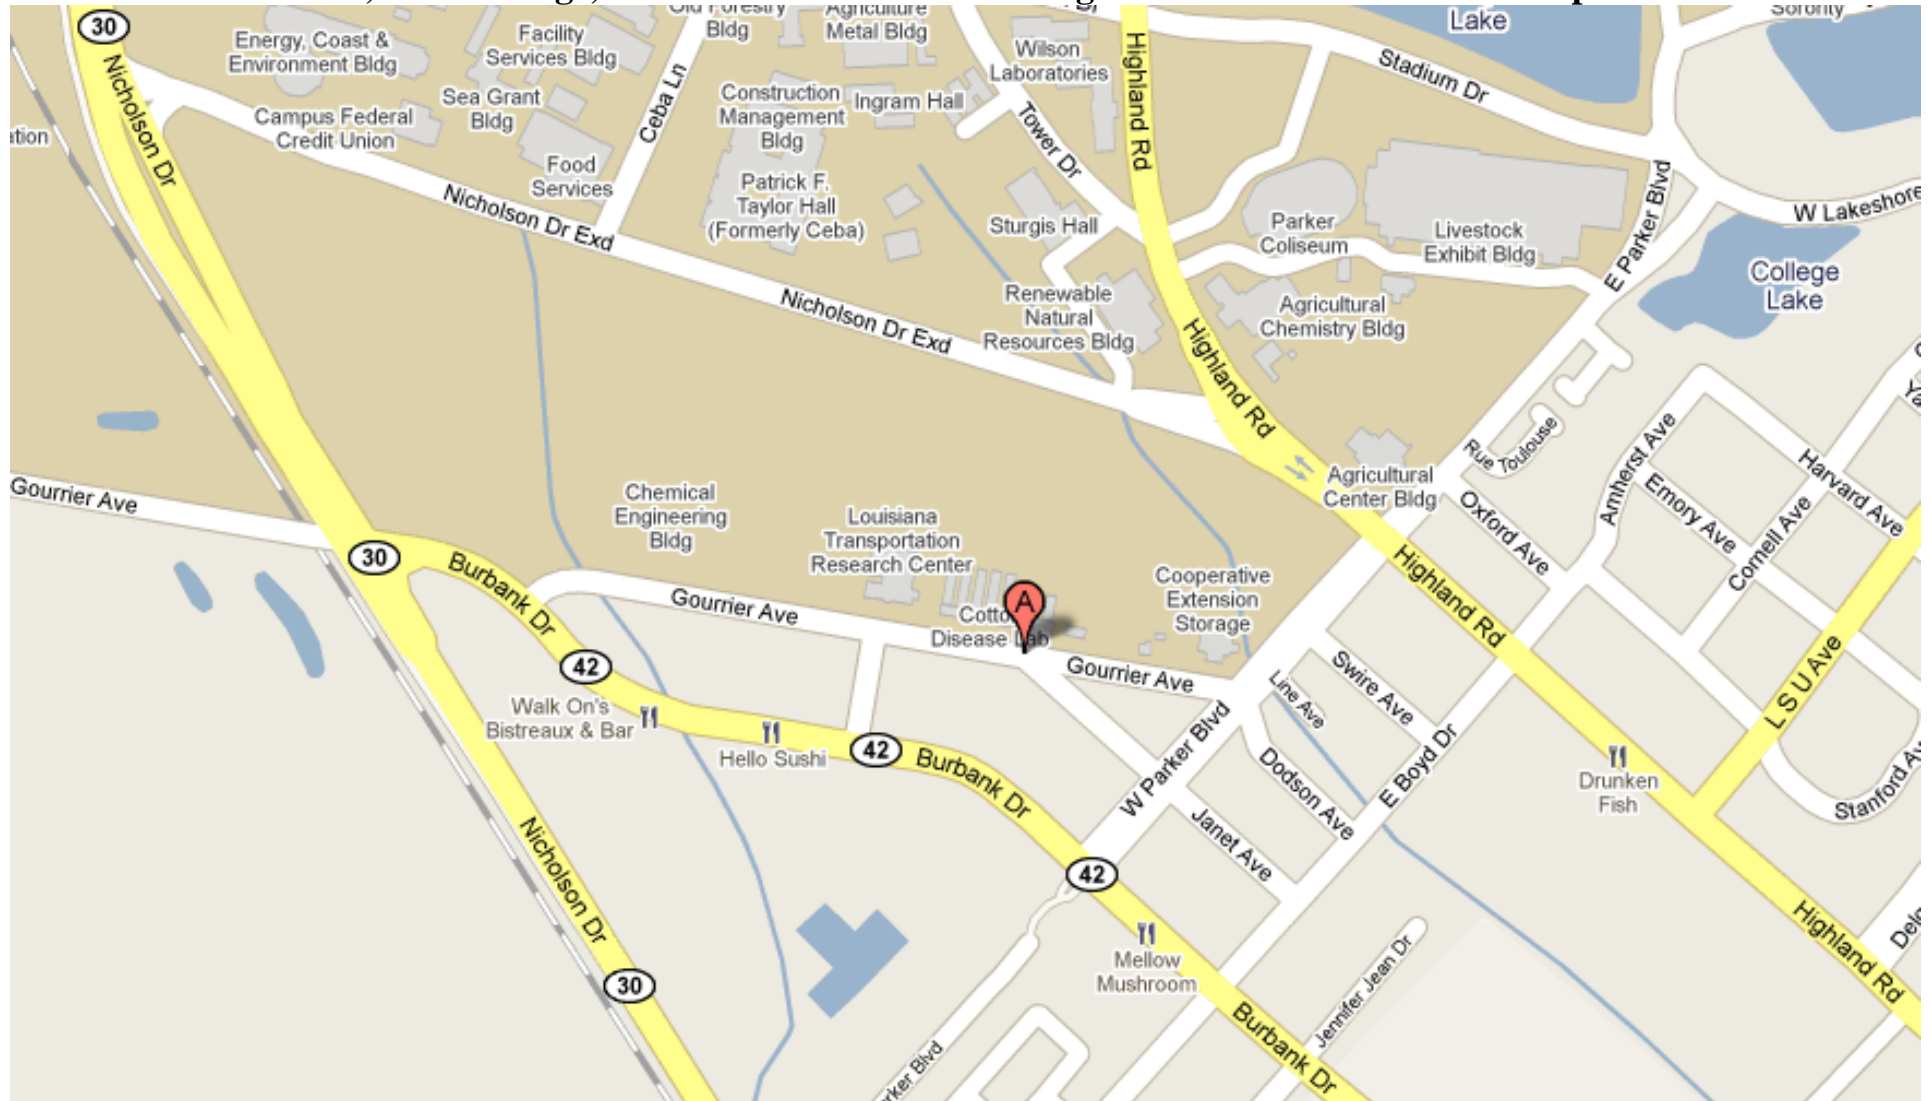 30
Nicholson Dr
Energy, Coast &
Environment Bldg
Facility
Services Bldg
Old Forestry
Bldg
Agriculture
Metal Bldg
Wilson
Laboratories
Highland Rd
Lake
Sorority
Stadium Dr
Campus Federal
Credit Union
Sea Grant
Bldg
Ceba Ln
Construction
Management
Bldg
Ingram Hall
Tower Dr
Food
Services
Patrick F.
Taylor Hall
(Formerly Ceba)
Sturgis Hall
Parker
Coliseum
Livestock
Exhibit Bldg
E Parker Blvd
W Lakeshore
College
Lake
Nicholson Dr Exd
Nicholson Dr Exd
Renewable
Natural
Resources Bldg
Highland Rd
Agricultural
Chemistry Bldg
Rue Toulouse
Amherst Ave
Harvard Ave
Emory Ave
Cornell Ave
Oxford Ave
Agricultural
Center Bldg
Gourrier Ave
Chemical
Engineering
Bldg
Louisiana
Transportation
Research Center
30
Burbank Dr
Gourrier Ave
A
Disease Lab
Gourrier Ave
Cooperative
Extension
Storage
Highland Rd
Line Ave
Swire Ave
L S U Ave
42
Walk On's
Bistreaux & Bar
Hello Sushi
42
Burbank Dr
W Parker Blvd
Dodson Ave
E Boyd Dr
Drunken
Fish
Stanford Av
Janet Ave
Nicholson Dr
42
Mellow
Mushroom
Jennifer Jean Dr
Highland Rd
30
Burbank Dr
rker Blvd